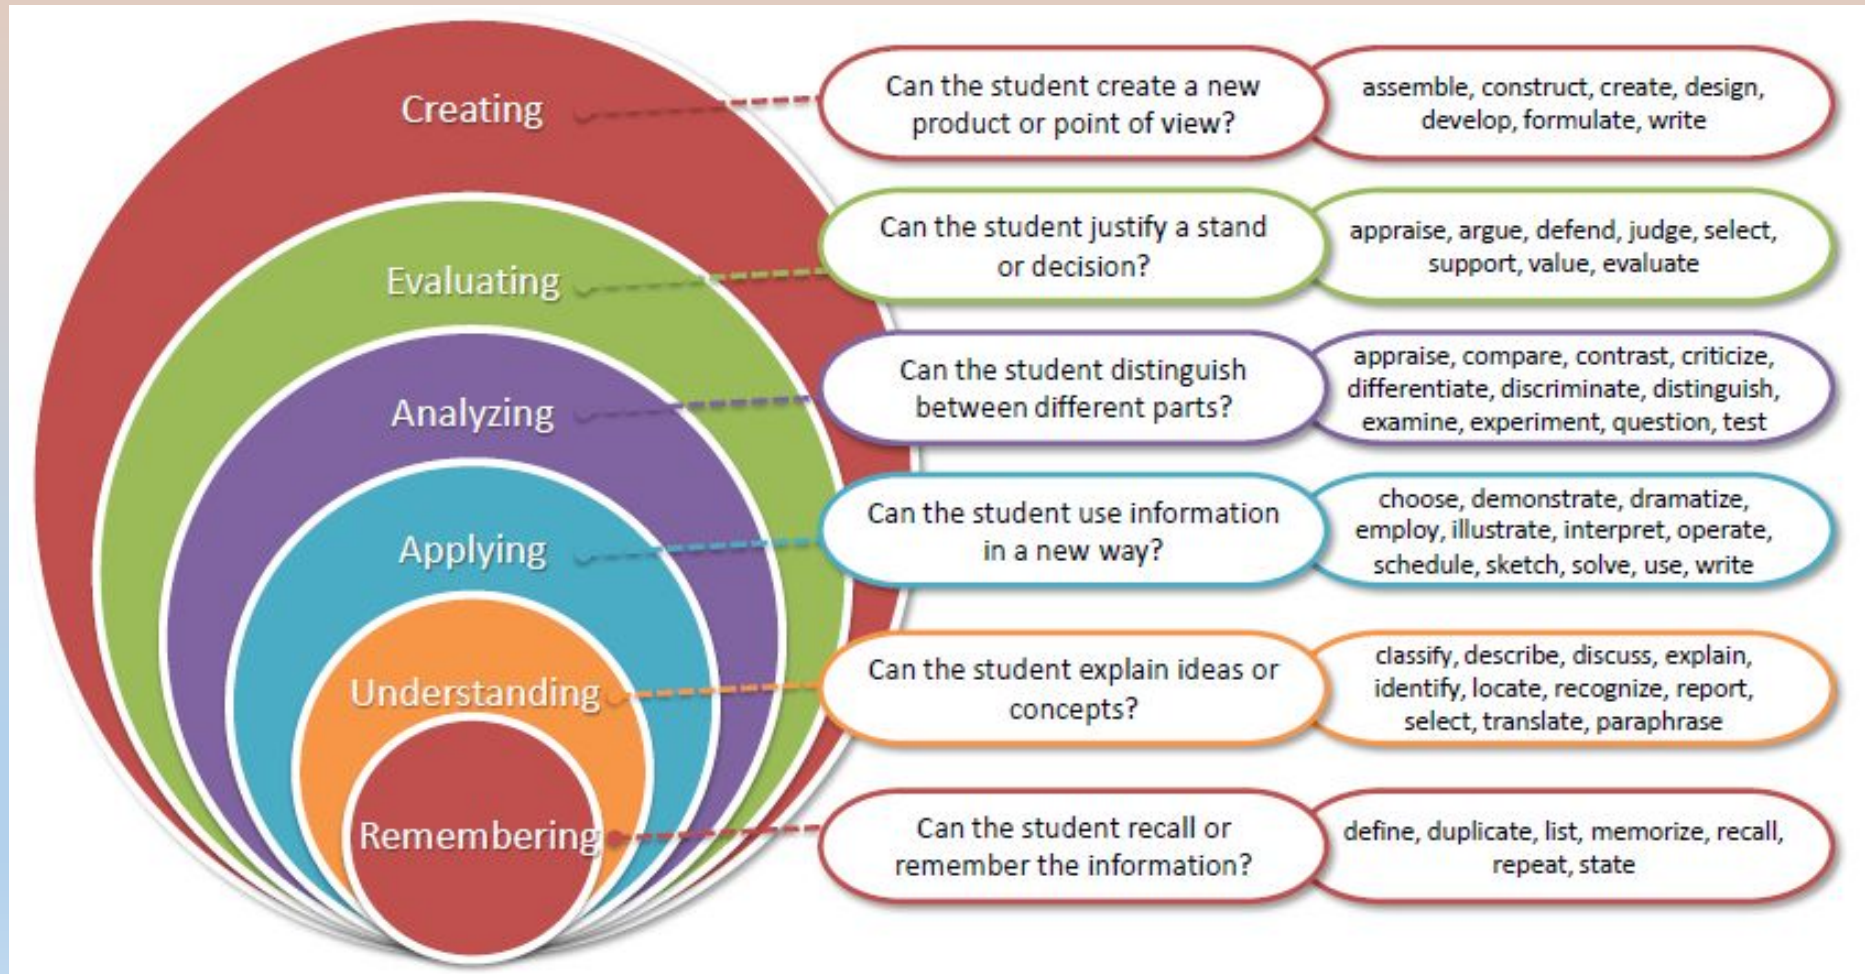 Creating
Can the student create a new
product or point of view?
assemble, construct, create, design,
develop, formulate, write
Evaluating
Can the student justify a stand
or decision?
appraise, argue, defend, judge, select,
support, value, evaluate
Analyzing
Can the student distinguish
between different parts?
appraise, compare, contrast, criticize,
differentiate, discriminate, distinguish,
examine, experiment, question, test
Applying
Can the student use information
in a new way?
choose, demonstrate, dramatize,
employ, illustrate, interpret, operate,
schedule, sketch, solve, use, write
Understanding
Can the student explain ideas or
concepts?
classify, describe, discuss, explain,
identify, locate, recognize, report,
select, translate, paraphrase
Remembering
Can the student recall or
remember the information?
define, duplicate, list, memorize, recall,
repeat, state